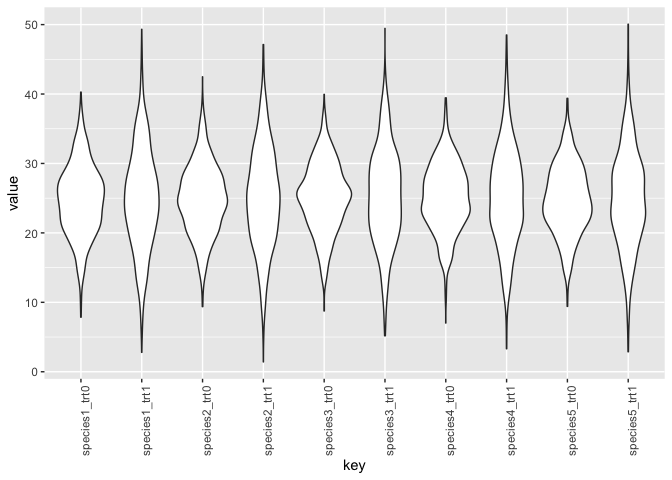 50
40
30
20
10
0
value
species1_trt0
species1_trt1
species2_trt0
species2_trt1
species3_trt0
species3_trt1
species4_trt0
species4_trt1
species5_trt0
species5_trt1
key